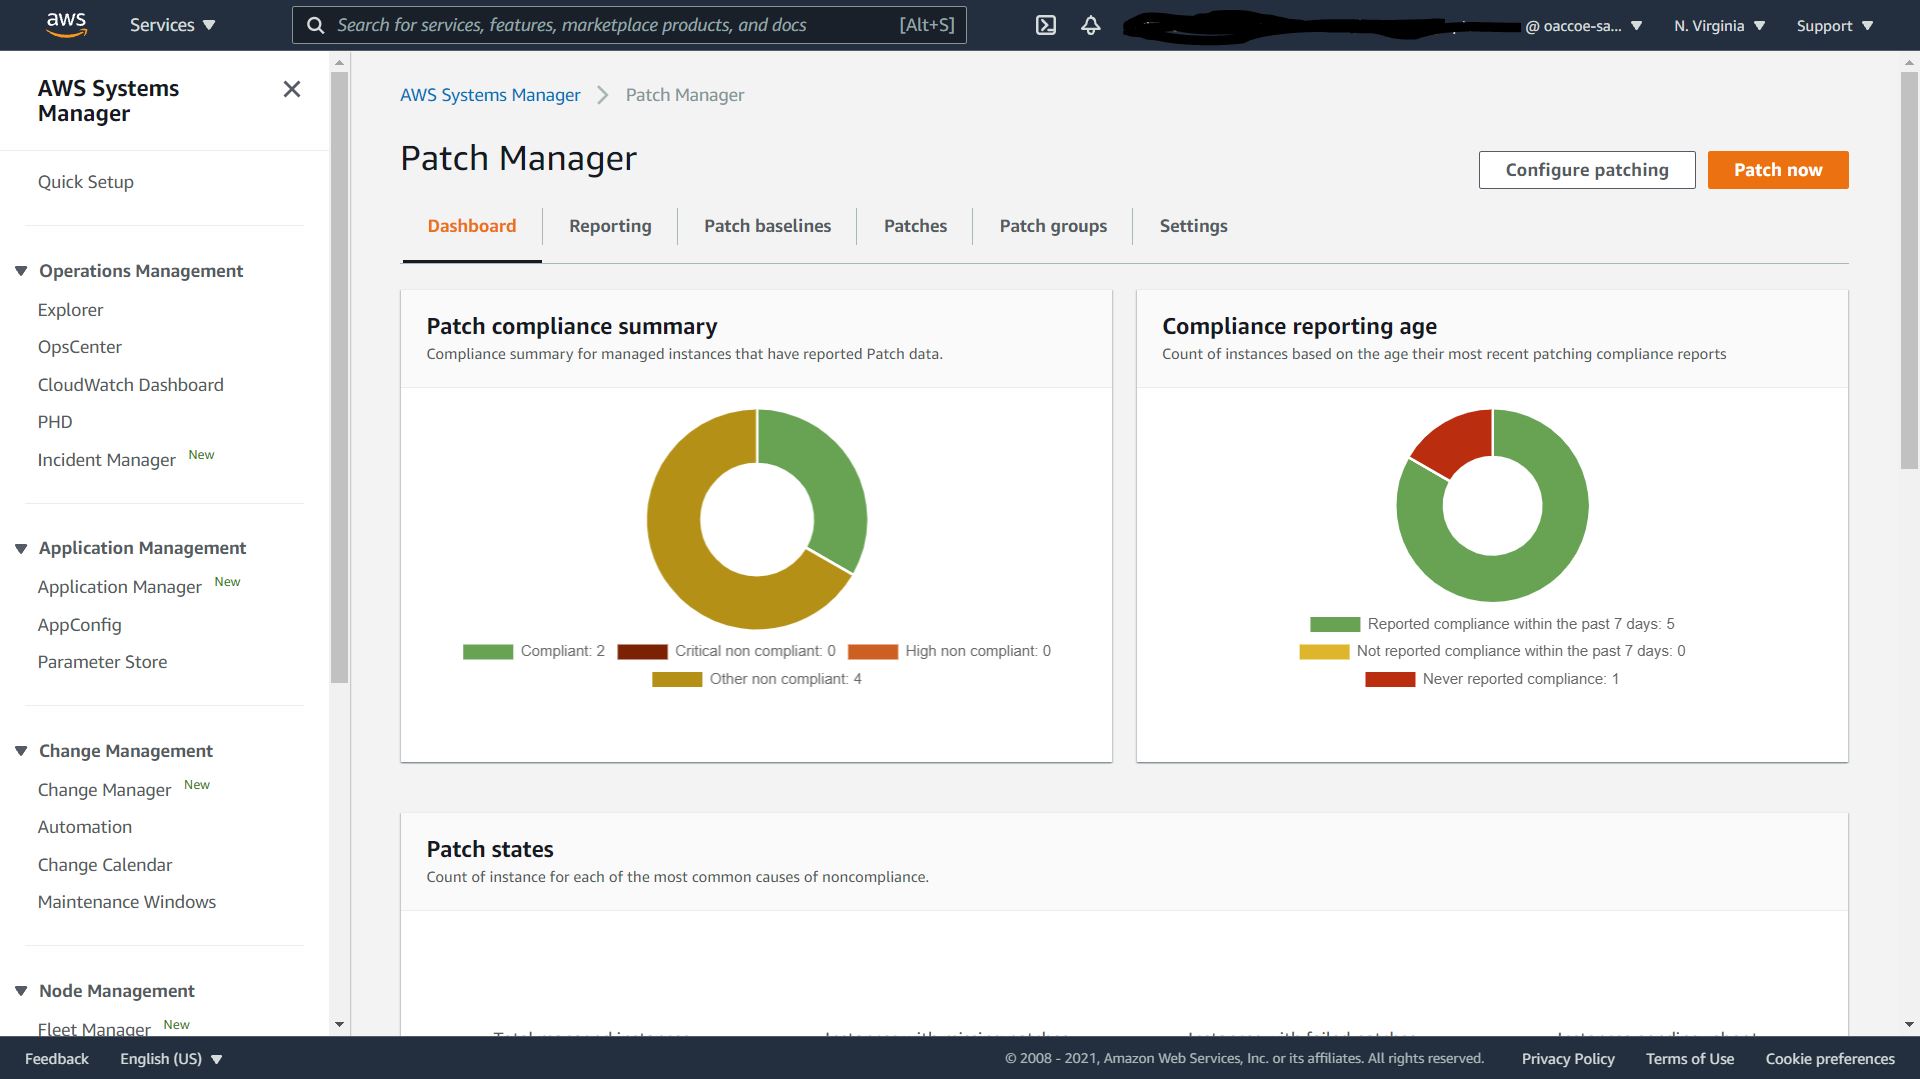 aws
Services
Search for services, features, marketplace products, and docs [Alt+S]
@ oaccoe-sa...
N. Virginia
Support
AWS Systems
Manager
Quick Setup
Operations Management
Explorer
OpsCenter
CloudWatch Dashboard
PHD
Incident Manager New
Application Management
Application Manager New
AppConfig
Parameter Store
Change Management
Change Manager New
Automation
Change Calendar
Maintenance Windows
Node Management
Fleet Manager New
AWS Systems Manager Patch Manager
Patch Manager
Configure patching
Patch now
Dashboard
Reporting
Patch baselines
Patches
Patch groups
Settings
Patch compliance summary
Compliance summary for managed instances that have reported Patch data.
Compliant: 2
Critical non compliant: 0
High non compliant: 0
Other non compliant: 4
Compliance reporting age
Count of instances based on the age their most recent patching compliance reports
Reported compliance within the past 7 days: 5
Not reported compliance within the past 7 days: 0
Never reported compliance: 1
Patch states
Count of instance for each of the most common causes of noncompliance.
Feedback
English (US)
© 2008 - 2021, Amazon Web Services, Inc. or its affiliates. All rights reserved.
Privacy Policy
Terms of Use
Cookie preferences